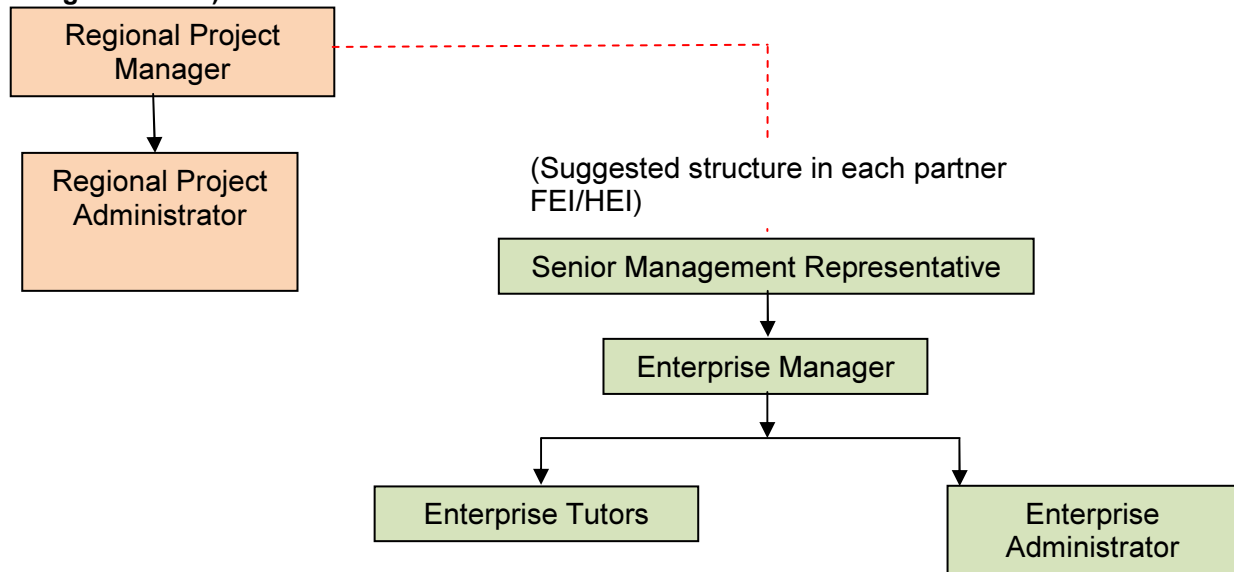 Regional Project
Manager
Regional Project
Administrator
(Suggested structure in each partner
FEI/HEI)
Senior Management Representative
Enterprise Manager
Enterprise Tutors
Enterprise
Administrator